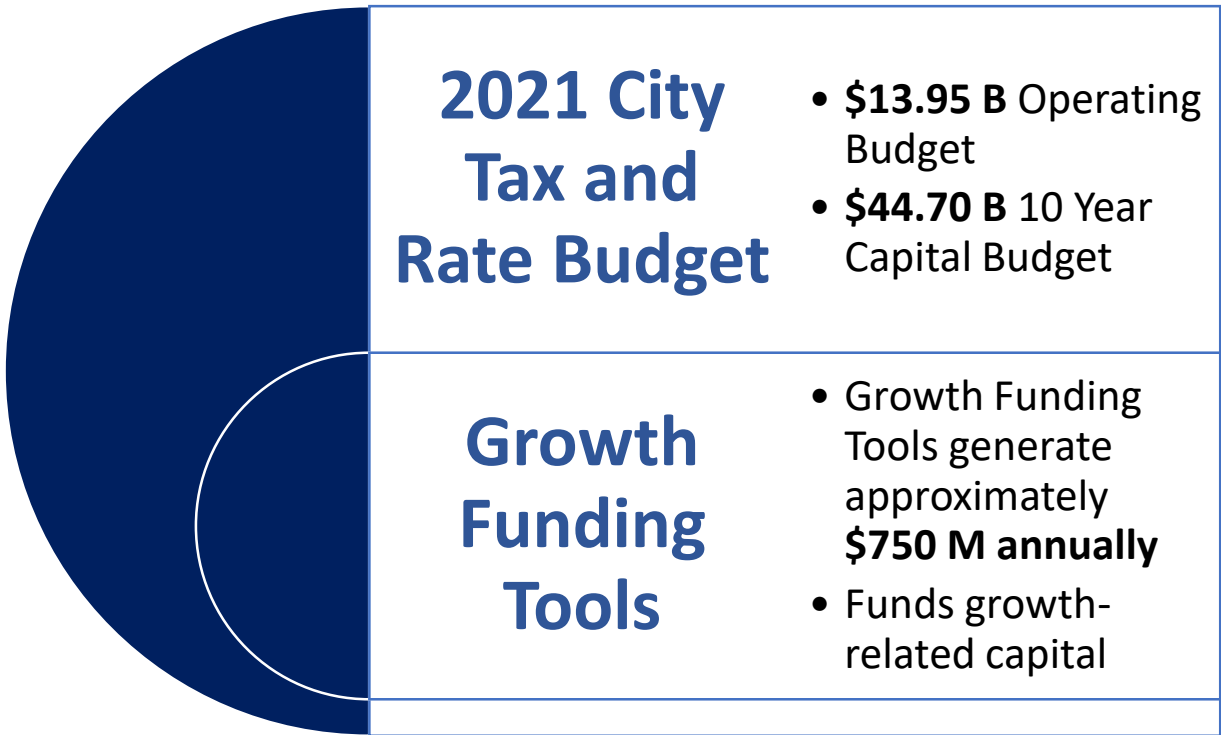 2021 City
Tax and
Rate Budget
• $13.95 B Operating
Budget
• $44.70 B 10 Year
Capital Budget
Growth
Funding
Tools
• Growth Funding
Tools generate
approximately
$750 M annually
• Funds growth-
related capital